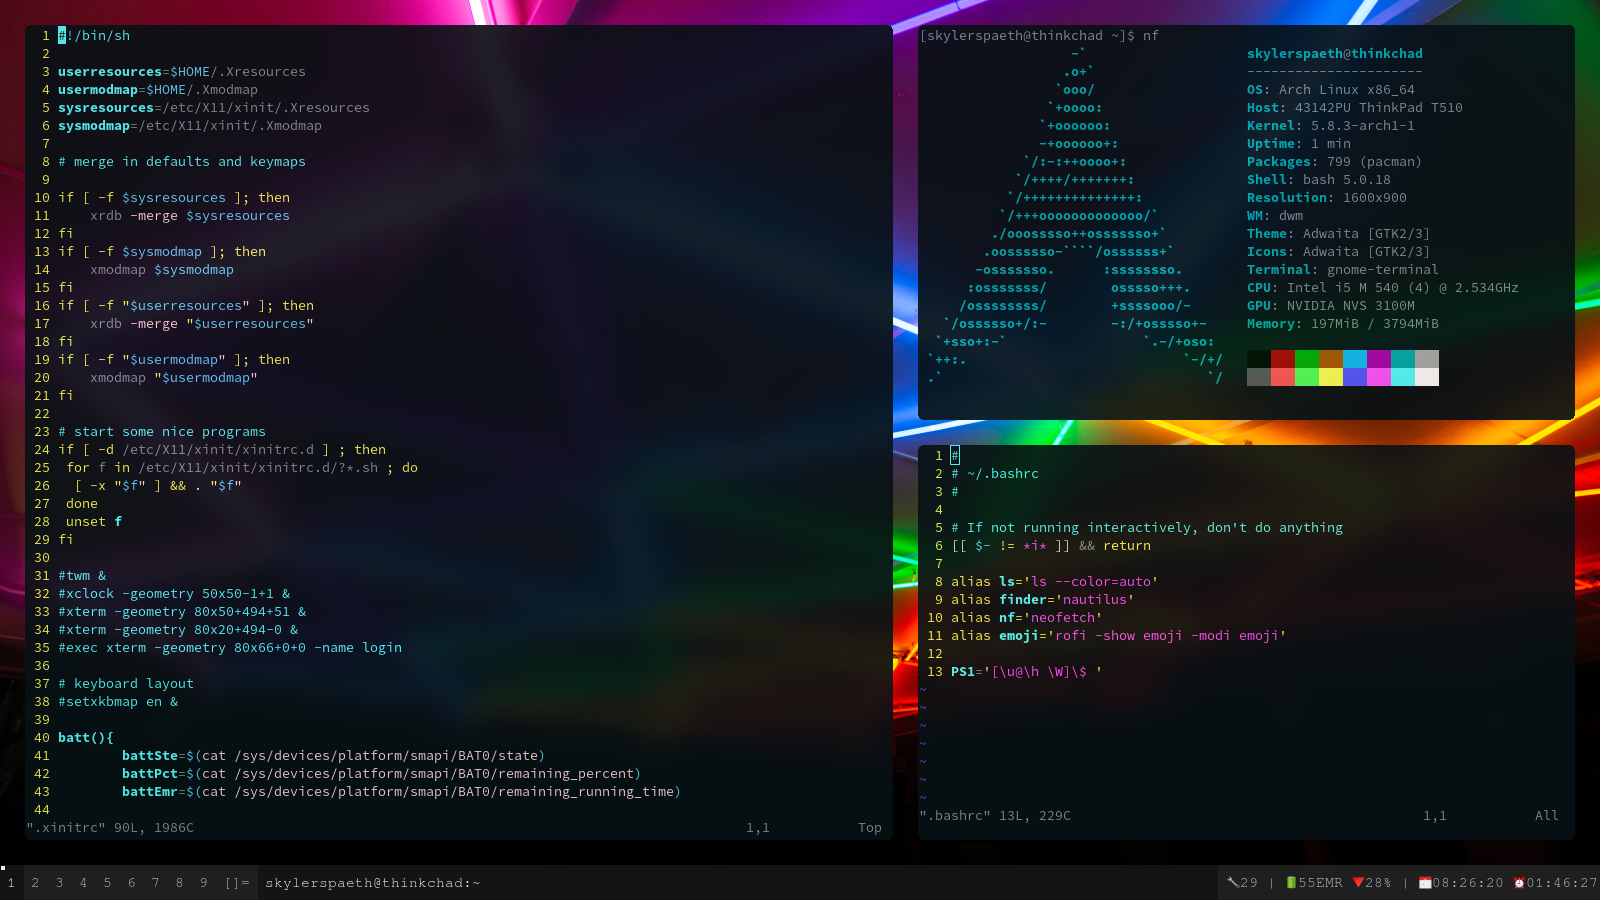 1 #!/bin/sh
2
3 userresources=$HOME/.Xresources
4 usermodmap=$HOME/.Xmodmap
5 sysresources=/etc/X11/xinit/.Xresources
6 sysmodmap=/etc/X11/xinit/.Xmodmap
7
8 # merge in defaults and keymaps
9
10 if [ -f $sysresources ]; then
11     xrdb -merge $sysresources
12 fi
13 if [ -f $sysmodmap ]; then
14     xmodmap $sysmodmap
15 fi
16 if [ -f "$userresources" ]; then
17     xrdb -merge "$userresources"
18 fi
19 if [ -f "$usermodmap" ]; then
20     xmodmap "$usermodmap"
21 fi
22
23 # start some nice programs
24 if [ -d /etc/X11/xinit/xinitrc.d ] ; then
25  for f in /etc/X11/xinit/xinitrc.d/?*.sh ; do
26   [ -x "$f" ] && . "$f"
27  done
28  unset f
29 fi
30
31 #twm &
32 #xclock -geometry 50x50-1+1 &
33 #xterm -geometry 80x50+494+51 &
34 #xterm -geometry 80x20+494-0 &
35 #exec xterm -geometry 80x66+0+0 -name login
36
37 # keyboard layout
38 #setxkbmap en &
39
40 batt(){
41         battSte=$(cat /sys/devices/platform/smapi/BAT0/state)
42         battPct=$(cat /sys/devices/platform/smapi/BAT0/remaining_percent)
43         battEmr=$(cat /sys/devices/platform/smapi/BAT0/remaining_running_time)
44
".xinitrc" 90L, 1986C 1,1 Top
[skylerspaeth@thinkchad ~]$ nf
                   -`
                  .o+`
                 `ooo/
                `+oooo:
               `+oooooo:
               -+oooooo+:
             `/:-:++oooo+:
            `/++++/+++++++:
           `/++++++++++++++:
          `/+++ooooooooooooo/`
         ./ooosssso++osssssso+`
        .oossssso-````/ossssss+`
       -osssssso.      :ssssssso.
      :osssssss/        osssso+++.
     /ossssssss/        +ssssooo/-
   `/ossssso+/:-        -:/+osssso+-
  `+sso+:-`                 `.-/+oso:
 `++:.                           `-/+/
 .`                                 `/
skylerspaeth@thinkchad
----------------------
OS: Arch Linux x86_64
Host: 43142PU ThinkPad T510
Kernel: 5.8.3-arch1-1
Uptime: 1 min
Packages: 799 (pacman)
Shell: bash 5.0.18
Resolution: 1600x900
WM: dwm
Theme: Adwaita [GTK2/3]
Icons: Adwaita [GTK2/3]
Terminal: gnome-terminal
CPU: Intel i5 M 540 (4) @ 2.534GHz
GPU: NVIDIA NVS 3100M
Memory: 197MiB / 3794MiB
1 #
2 # ~/.bashrc
3 #
4
5 # If not running interactively, don't do anything
6 [[ $- != *i* ]] && return
7
8 alias ls='ls --color=auto'
9 alias finder='nautilus'
10 alias nf='neofetch'
11 alias emoji='rofi -show emoji -modi emoji'
12
13 PS1='[\u@\h \W]\$ '
~
~
~
~
~
~
~
".bashrc" 13L, 229C 1,1 All
1 2 3 4 5 6 7 8 9 []= skylerspaeth@thinkchad:~ 🔧29 | 🔋55EMR 🔻28% | 📅08:26:20 ⏰01:46:27